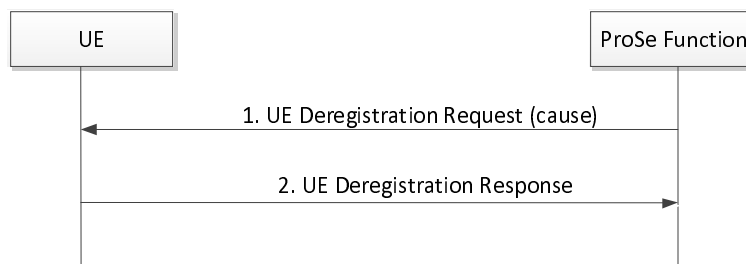 UE
ProSe Function
1. UE Deregistration Request (cause)
2. UE Deregistration Response